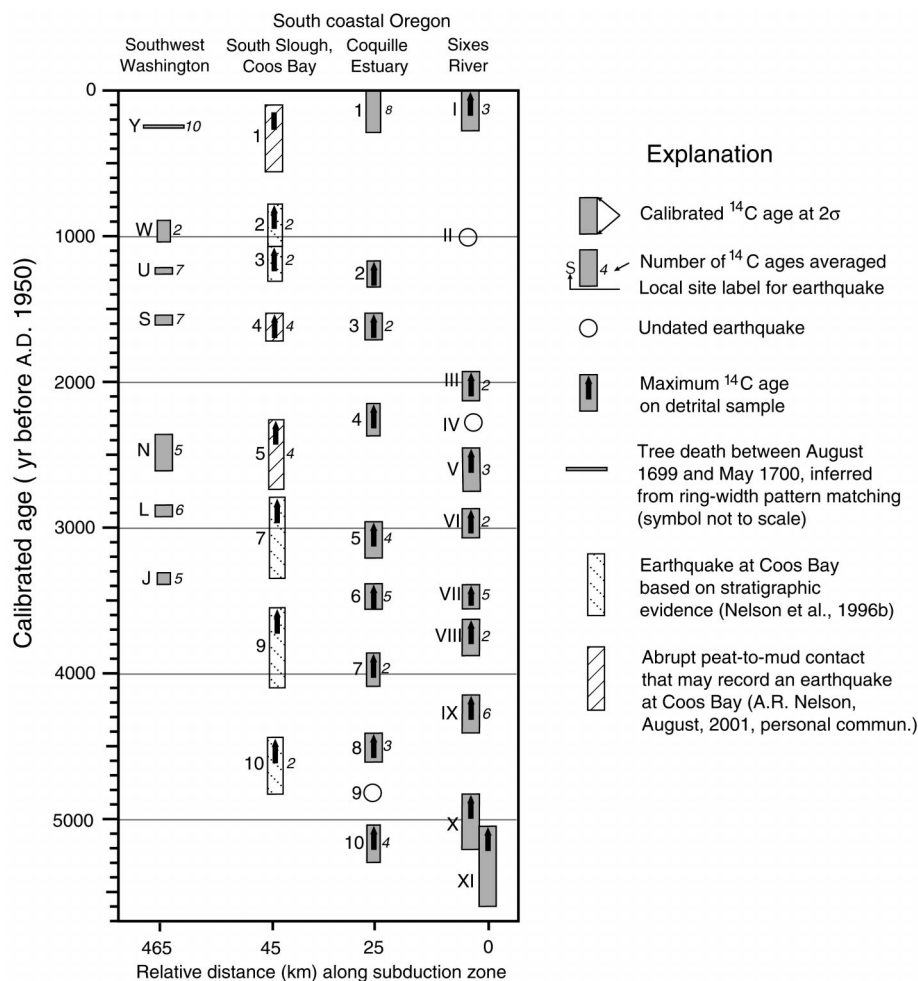 South coastal Oregon
Southwest Washington
South Slough, Coos Bay
Coquille Estuary
Sixes River
Calibrated age ( yr before A.D. 1950)
0
1000
2000
3000
4000
5000
Y 10
W 2
U 7
S 7
N 5
L 6
J 5
1
2 2
3 2
4 4
5 4
7
9
10 2
1 8
2
3 2
4
5 4
6 5
7 2
8 3
9
10 4
I 3
II
III 2
IV
V 3
VI 2
VII 5
VIII 2
IX 6
X
XI
465
45
25
0
Relative distance (km) along subduction zone
Explanation
Calibrated ¹⁴C age at 2σ
S 4
Number of ¹⁴C ages averaged
Local site label for earthquake
Undated earthquake
Maximum ¹⁴C age
on detrital sample
Tree death between August
1699 and May 1700, inferred
from ring-width pattern matching
(symbol not to scale)
Earthquake at Coos Bay
based on stratigraphic
evidence (Nelson et al., 1996b)
Abrupt peat-to-mud contact
that may record an earthquake
at Coos Bay (A.R. Nelson,
August, 2001, personal commun.)